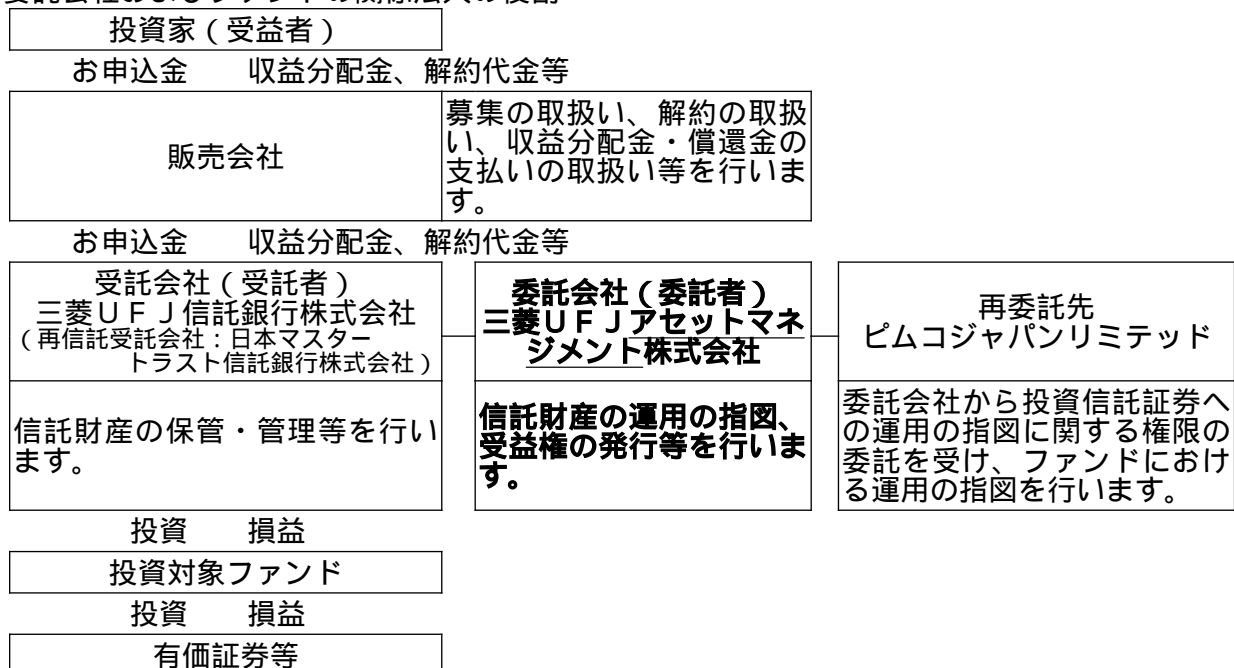 委託会社およびファンドの関係法人の役割
投資家（受益者）
お申込金　　収益分配金、解約代金等
販売会社
募集の取扱い、解約の取扱
い、収益分配金・償還金の
支払いの取扱い等を行いま
す。
お申込金　　収益分配金、解約代金等
受託会社（受託者）
三菱ＵＦＪ信託銀行株式会社
（再信託受託会社：日本マスター
トラスト信託銀行株式会社）
委託会社（委託者）
三菱ＵＦＪアセットマネ
ジメント株式会社
再委託先
ピムコジャパンリミテッド
信託財産の保管・管理等を行い
ます。
信託財産の運用の指図、
受益権の発行等を行いま
す。
委託会社から投資信託証券へ
の運用の指図に関する権限の
委託を受け、ファンドにおけ
る運用の指図を行います。
投資　　損益
投資対象ファンド
投資　　損益
有価証券等